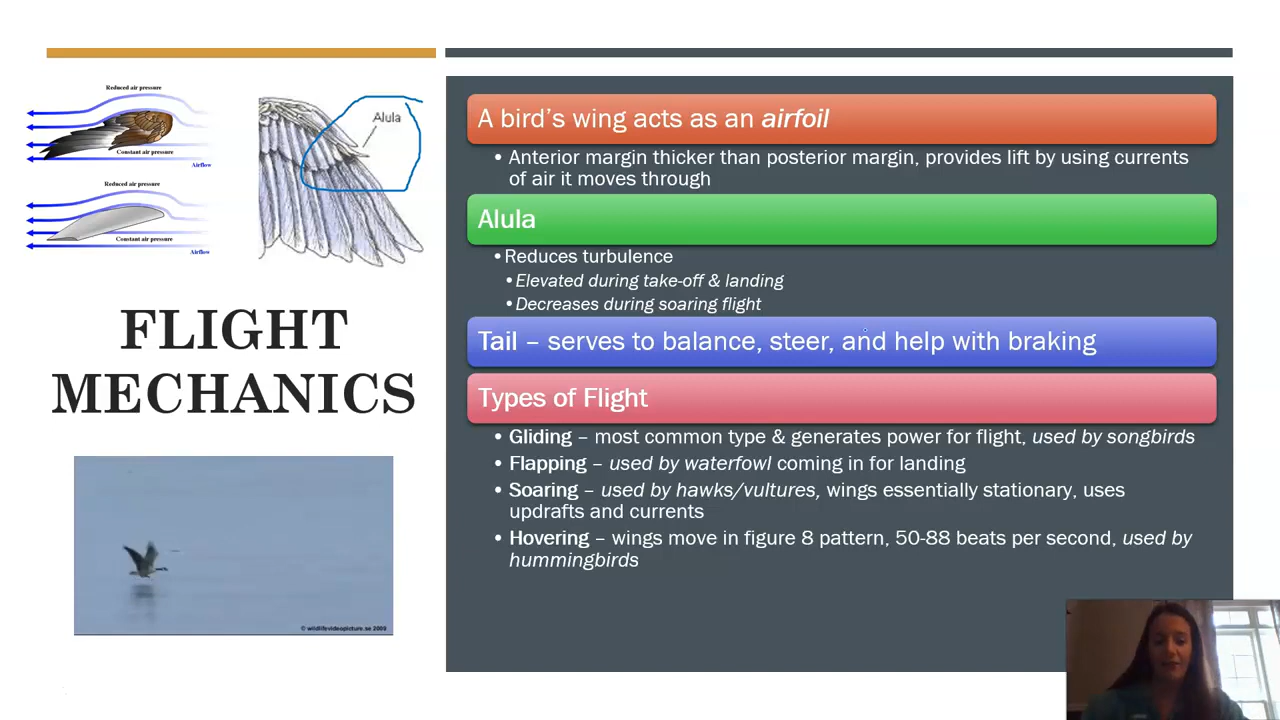 Reduced air pressure
Constant air pressure
Airflow
Reduced air pressure
Constant air pressure
Airflow
Alula
FLIGHT
MECHANICS
© wildlifevideopicture.se 2009
A bird's wing acts as an airfoil
• Anterior margin thicker than posterior margin, provides lift by using currents
of air it moves through
Alula
•Reduces turbulence
•Elevated during take-off & landing
•Decreases during soaring flight
Tail – serves to balance, steer, and help with braking
Types of Flight
• Gliding – most common type & generates power for flight, used by songbirds
• Flapping – used by waterfowl coming in for landing
• Soaring – used by hawks/vultures, wings essentially stationary, uses
updrafts and currents
• Hovering – wings move in figure 8 pattern, 50-88 beats per second, used by
hummingbirds